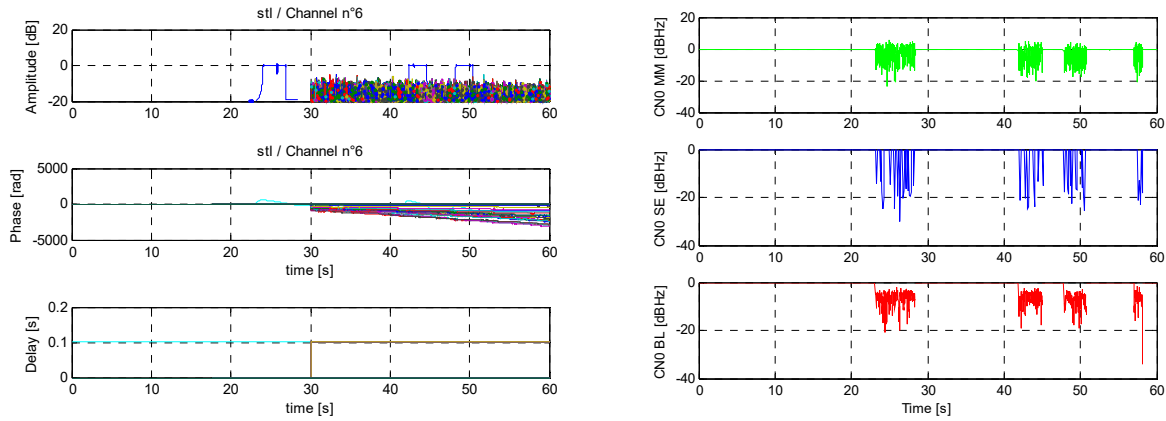 stl / Channel n°6
Amplitude [dB]
20
0
-20
0 10 20 30 40 50 60
stl / Channel n°6
Phase [rad]
5000
0
-5000
0 10 20 30 40 50 60
time [s]
Delay [s]
0.2
0.1
0
0 10 20 30 40 50 60
time [s]
CN0 MM [dBHz]
20
0
-20
-40
0 10 20 30 40 50 60
CN0 SE [dBHz]
0
-20
-40
0 10 20 30 40 50 60
CN0 BL [dBHz]
0
-20
-40
0 10 20 30 40 50 60
Time [s]